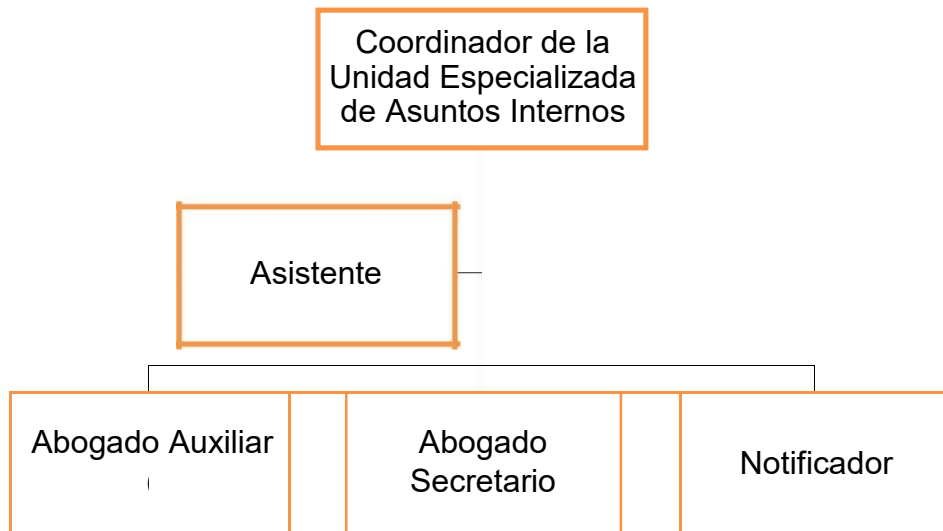 Coordinador de la
Unidad Especializada
de Asuntos Internos
Asistente
Abogado Auxiliar
(
Abogado
Secretario
Notificador